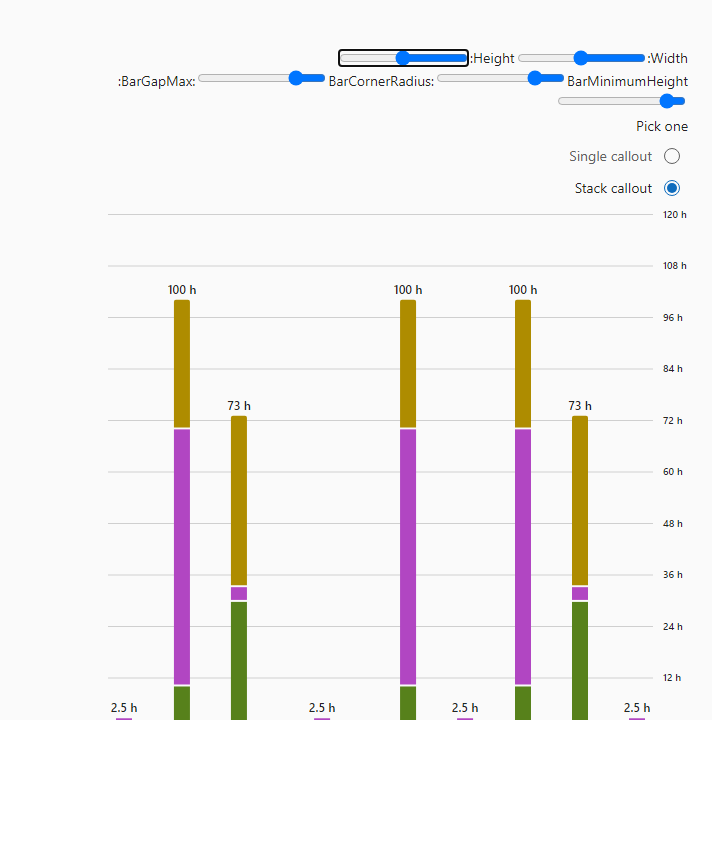 :Height :Width
:BarGapMax: BarCornerRadius: BarMinimumHeight
Pick one
Single callout
Stack callout
120 h
108 h
100 h 100 h 100 h
96 h
84 h
73 h 73 h
72 h
60 h
48 h
36 h
24 h
12 h
2.5 h 2.5 h 2.5 h 2.5 h